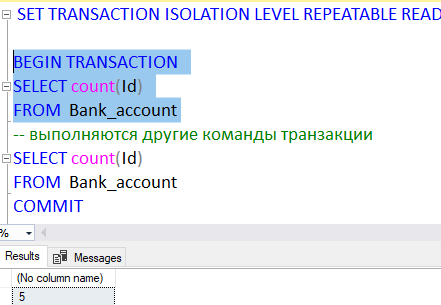 SET TRANSACTION ISOLATION LEVEL REPEATABLE READ
BEGIN TRANSACTION
SELECT count(Id)
FROM Bank_account
-- выполняются другие команды транзакции
SELECT count(Id)
FROM Bank_account
COMMIT
%
Results Messages
(No column name)
5